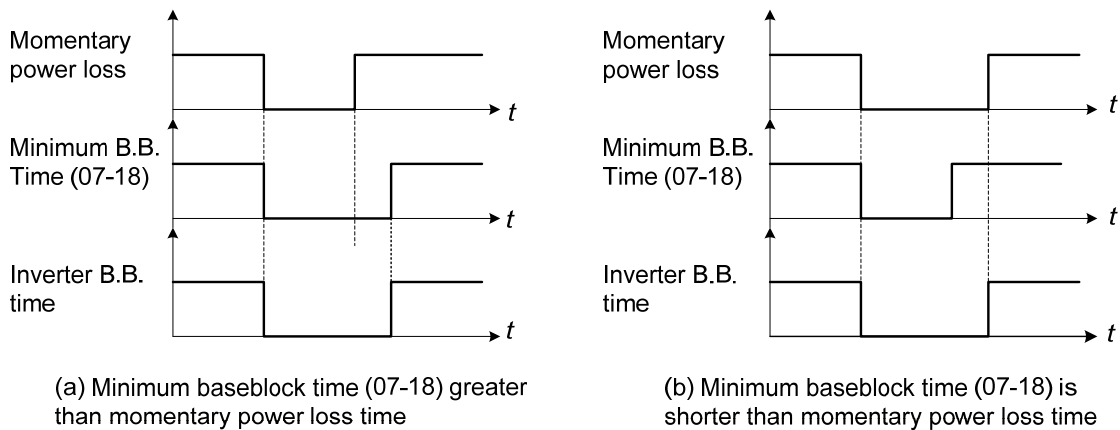 Momentary
power loss
t
Minimum B.B.
Time (07-18)
t
Inverter B.B.
time
t
(a) Minimum baseblock time (07-18) greater
than momentary power loss time
Momentary
power loss
t
Minimum B.B.
Time (07-18)
t
Inverter B.B.
time
t
(b) Minimum baseblock time (07-18) is
shorter than momentary power loss time